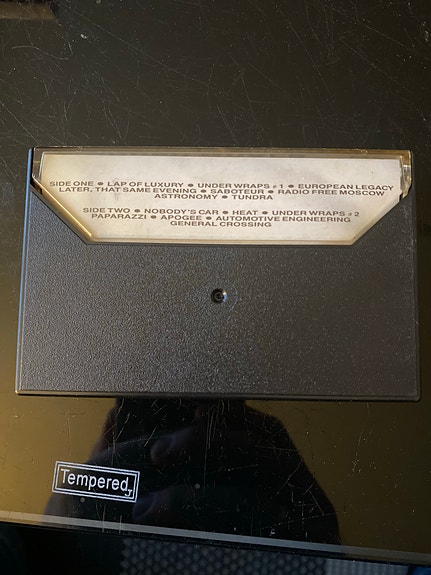 SIDE ONE • LAP OF LUXURY • UNDER WRAPS #1 • EUROPEAN LEGACY
LATER, THAT SAME EVENING • SABOTEUR • RADIO FREE MOSCOW
ASTRONOMY • TUNDRA
SIDE TWO • NOBODY'S CAR • HEAT • UNDER WRAPS #2
PAPARAZZI • APOGEE • AUTOMOTIVE ENGINEERING
GENERAL CROSSING
Tempered